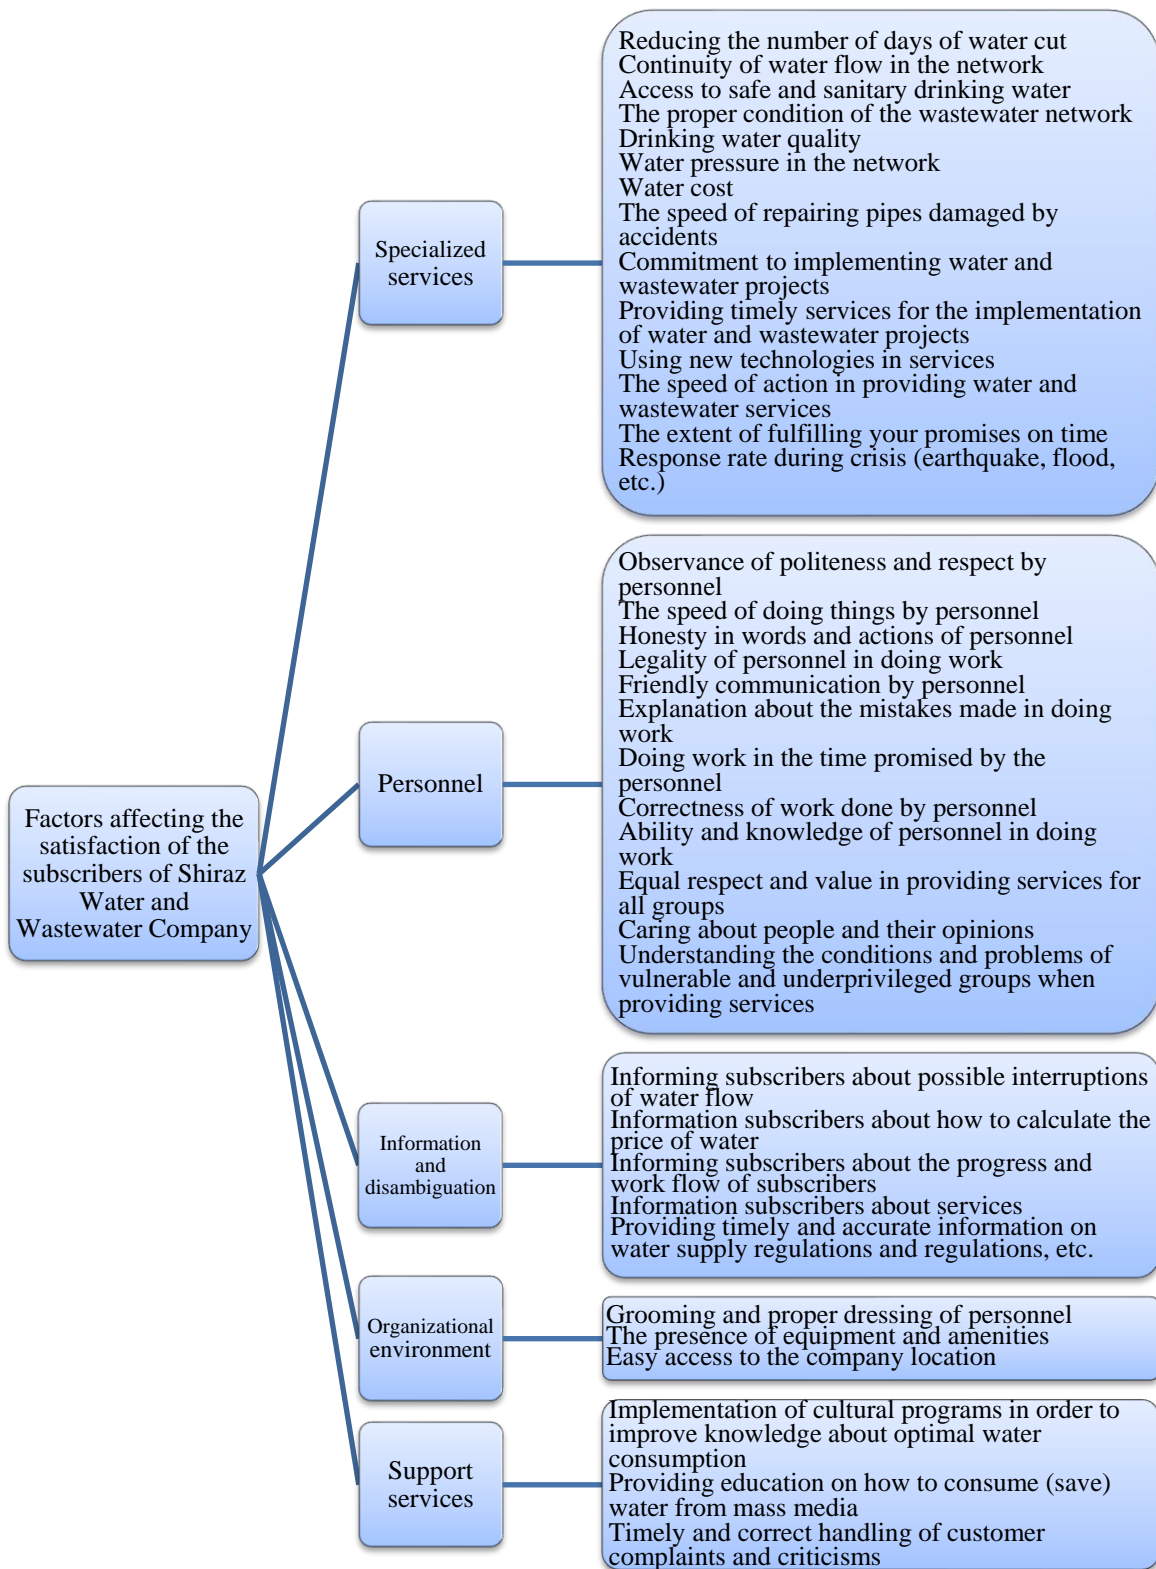 Factors affecting the
satisfaction of the
subscribers of Shiraz
Water and
Wastewater Company
Specialized
services
Reducing the number of days of water cut
Continuity of water flow in the network
Access to safe and sanitary drinking water
The proper condition of the wastewater network
Drinking water quality
Water pressure in the network
Water cost
The speed of repairing pipes damaged by
accidents
Commitment to implementing water and
wastewater projects
Providing timely services for the implementation
of water and wastewater projects
Using new technologies in services
The speed of action in providing water and
wastewater services
The extent of fulfilling your promises on time
Response rate during crisis (earthquake, flood,
etc.)
Personnel
Observance of politeness and respect by
personnel
The speed of doing things by personnel
Honesty in words and actions of personnel
Legality of personnel in doing work
Friendly communication by personnel
Explanation about the mistakes made in doing
work
Doing work in the time promised by the
personnel
Correctness of work done by personnel
Ability and knowledge of personnel in doing
work
Equal respect and value in providing services for
all groups
Caring about people and their opinions
Understanding the conditions and problems of
vulnerable and underprivileged groups when
providing services
Information
and
disambiguation
Informing subscribers about possible interruptions
of water flow
Information subscribers about how to calculate the
price of water
Informing subscribers about the progress and
work flow of subscribers
Information subscribers about services
Providing timely and accurate information on
water supply regulations and regulations, etc.
Organizational
environment
Grooming and proper dressing of personnel
The presence of equipment and amenities
Easy access to the company location
Support
services
Implementation of cultural programs in order to
improve knowledge about optimal water
consumption
Providing education on how to consume (save)
water from mass media
Timely and correct handling of customer
complaints and criticisms